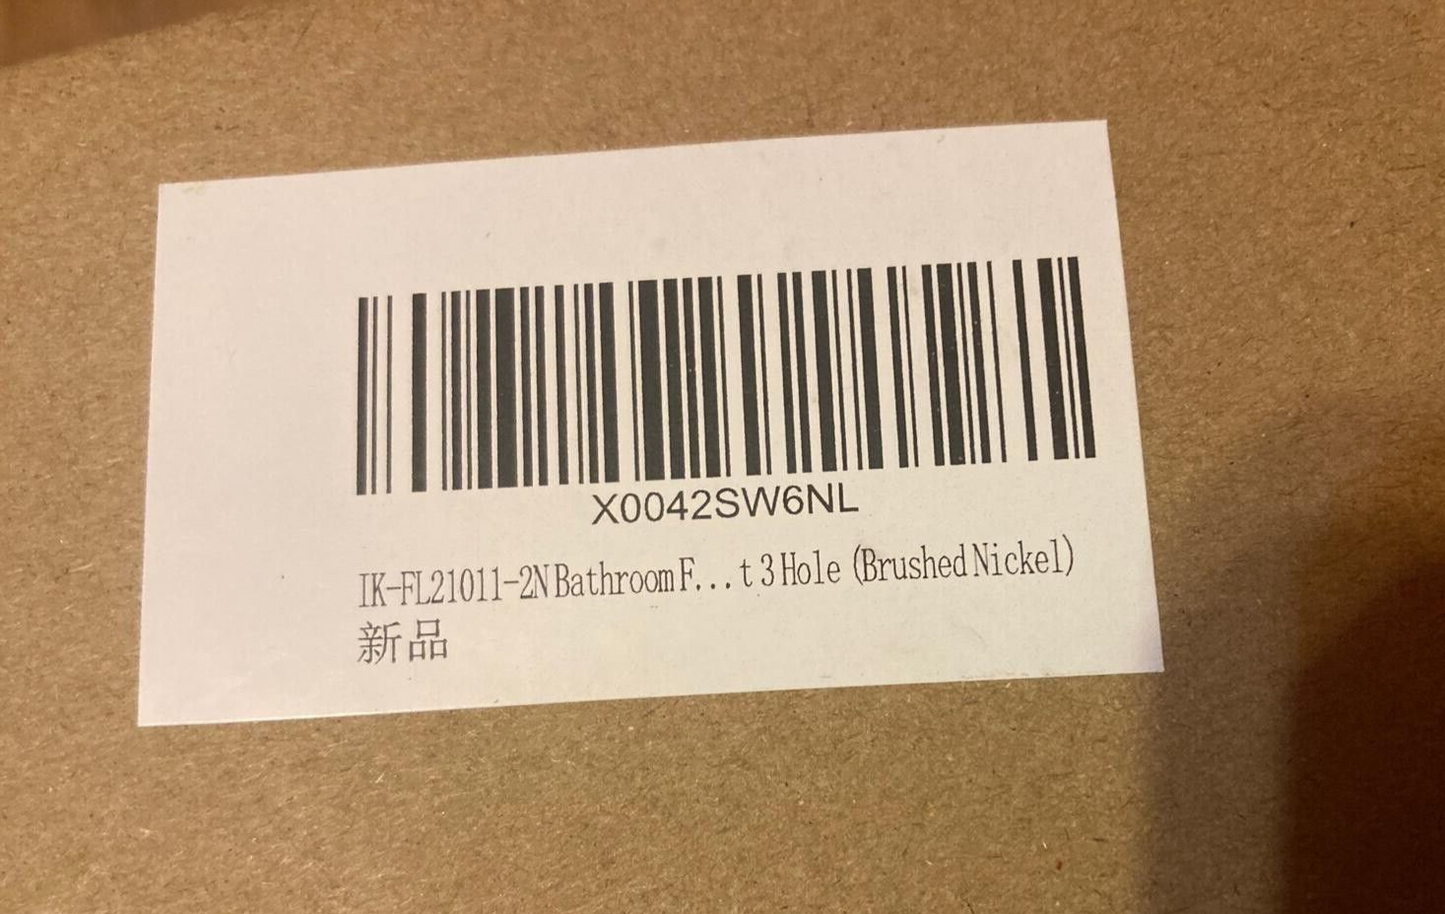 X0042SW6NL
IK-FL21011-2N Bathroom F...t 3 Hole (Brushed Nickel)
新品